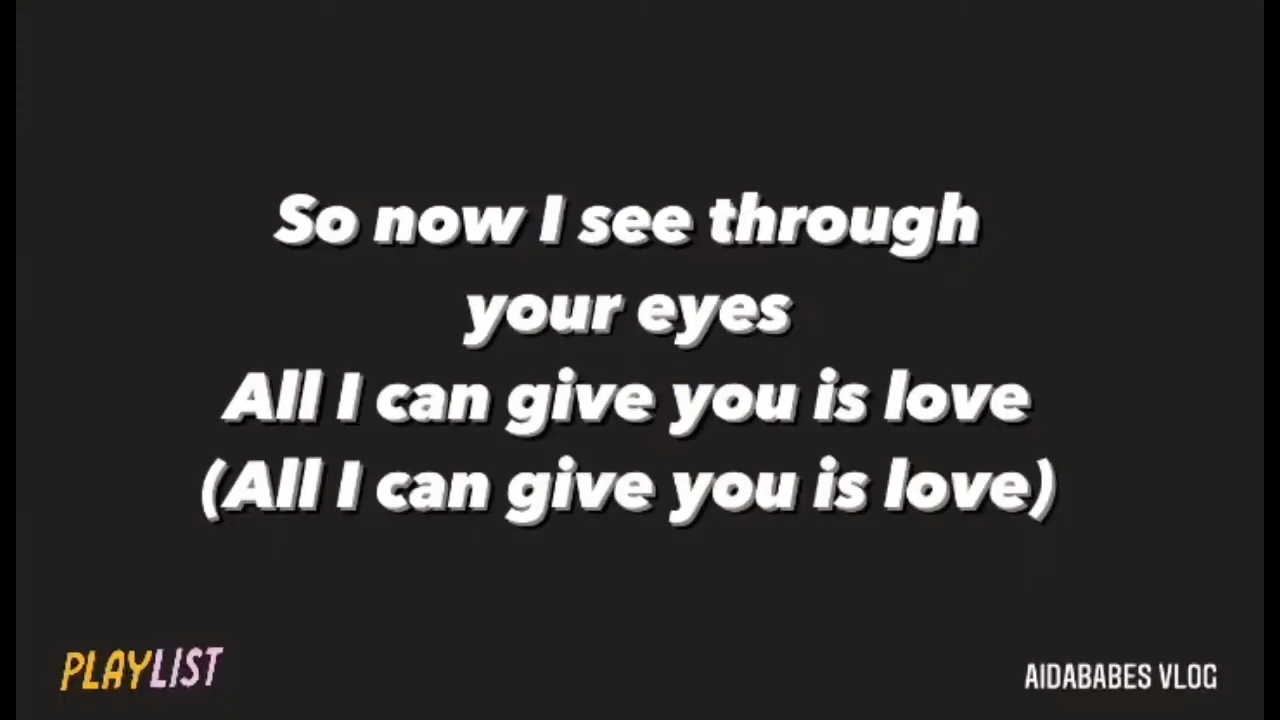 So now I see through
your eyes
All I can give you is love
(All I can give you is love)
PLAYLIST
AIDABABES VLOG